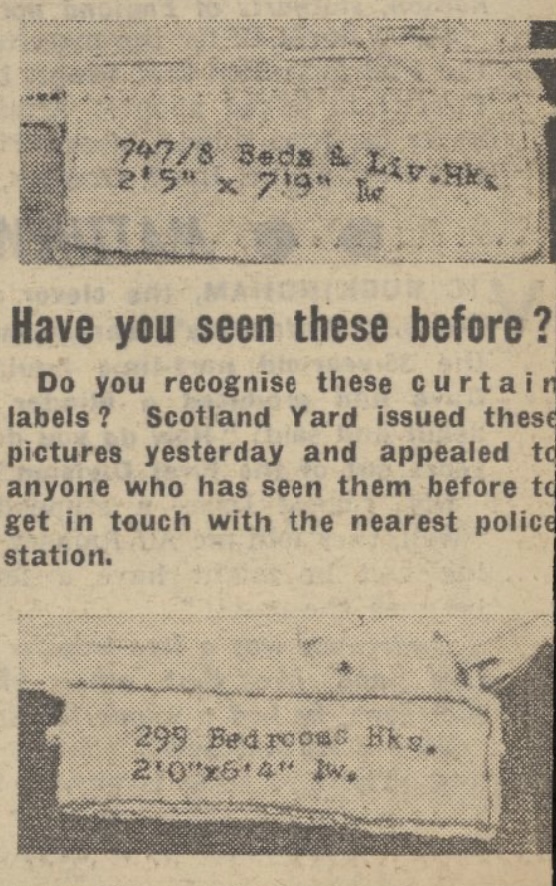 747/8 Beds & Liv.Hks
2'5" x 7'9" lw
Have you seen these before?
Do you recognise these curtain
labels? Scotland Yard issued these
pictures yesterday and appealed to
anyone who has seen them before to
get in touch with the nearest police
station.
299 Bedrooms Hks.
2'0"x6'4" lw.